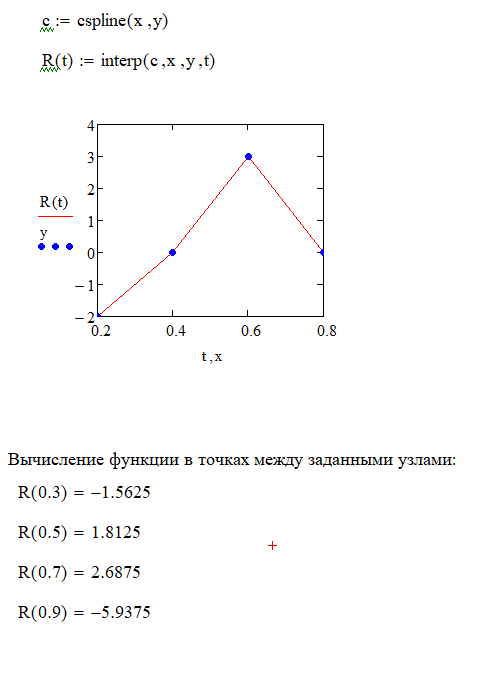 c := cspline(x ,y)
R(t) := interp(c ,x ,y ,t)
4
3
2
1
0
−1
−2
R(t)
y
0.2 0.4 0.6 0.8
t ,x
Вычисление функции в точках между заданными узлами:
R(0.3) = −1.5625
R(0.5) = 1.8125
R(0.7) = 2.6875
R(0.9) = −5.9375